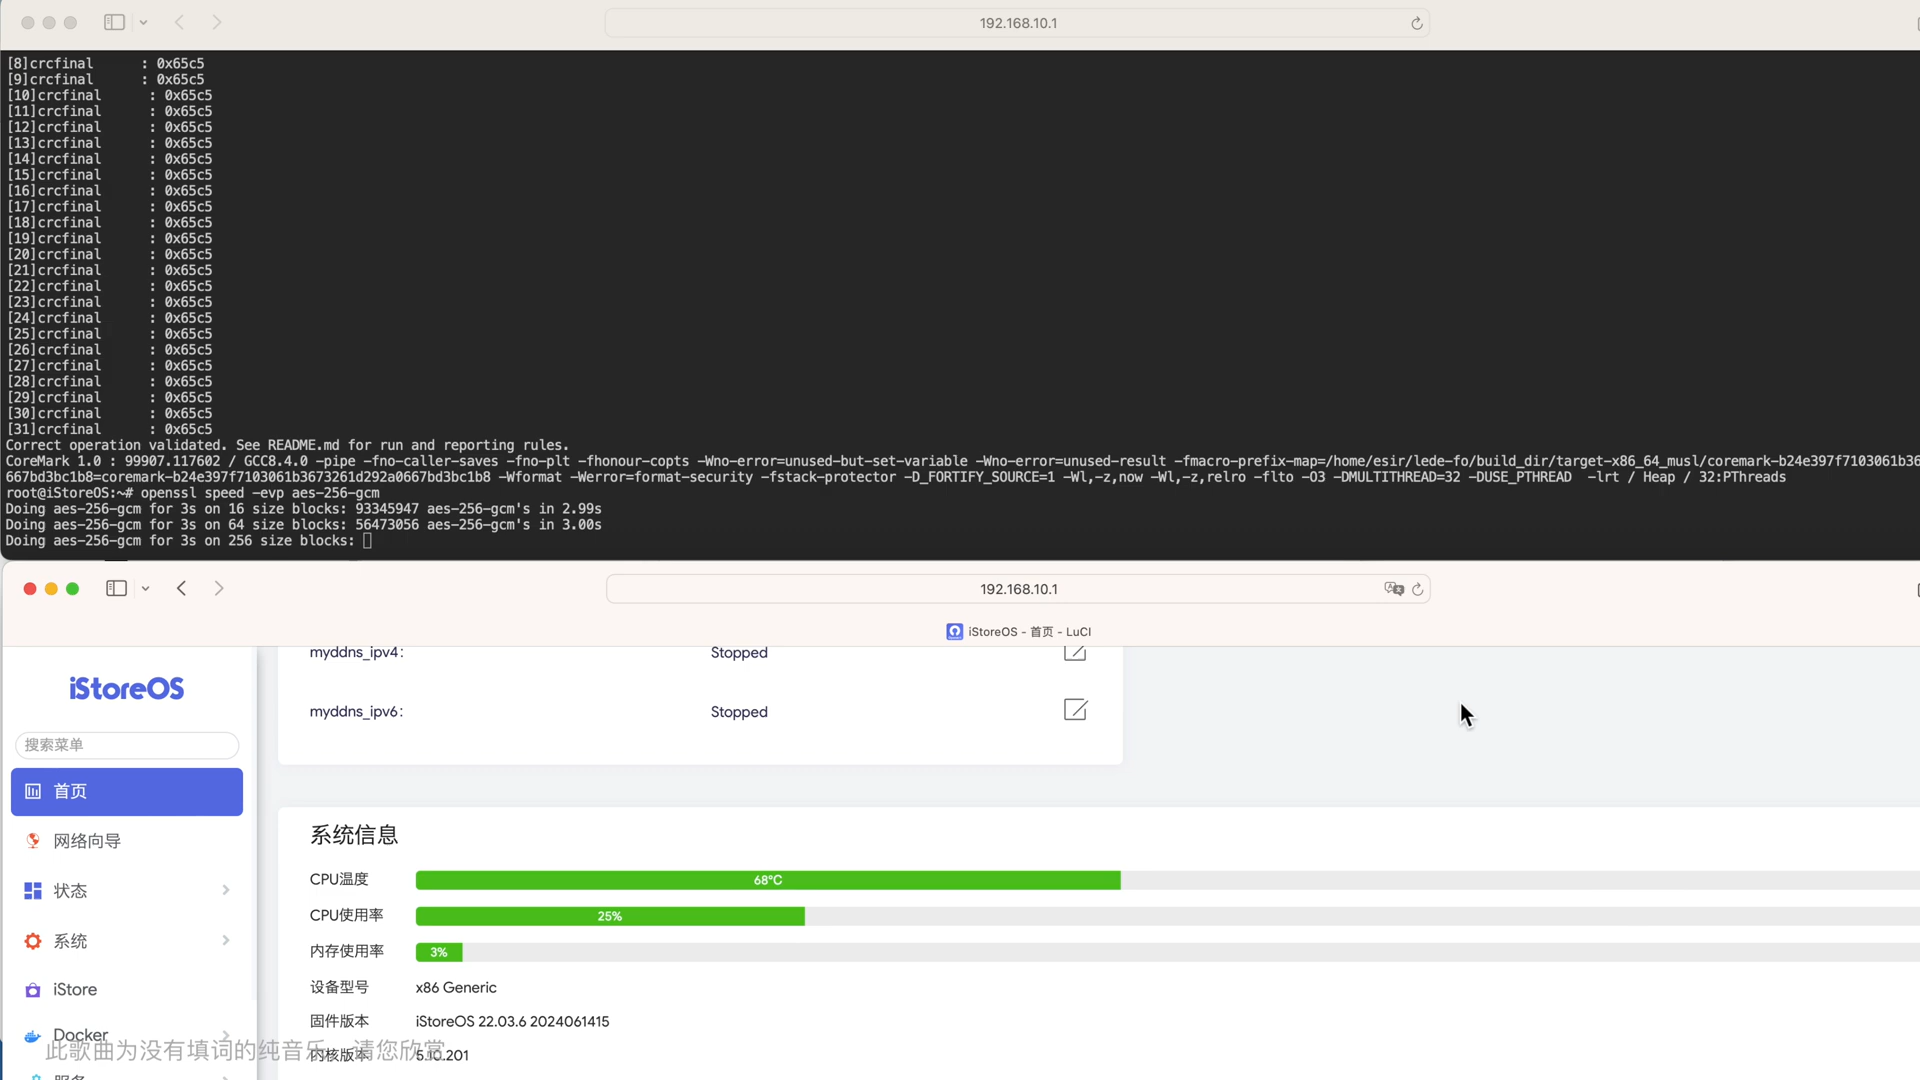 192.168.10.1
[8]crcfinal      : 0x65c5
[9]crcfinal      : 0x65c5
[10]crcfinal      : 0x65c5
[11]crcfinal      : 0x65c5
[12]crcfinal      : 0x65c5
[13]crcfinal      : 0x65c5
[14]crcfinal      : 0x65c5
[15]crcfinal      : 0x65c5
[16]crcfinal      : 0x65c5
[17]crcfinal      : 0x65c5
[18]crcfinal      : 0x65c5
[19]crcfinal      : 0x65c5
[20]crcfinal      : 0x65c5
[21]crcfinal      : 0x65c5
[22]crcfinal      : 0x65c5
[23]crcfinal      : 0x65c5
[24]crcfinal      : 0x65c5
[25]crcfinal      : 0x65c5
[26]crcfinal      : 0x65c5
[27]crcfinal      : 0x65c5
[28]crcfinal      : 0x65c5
[29]crcfinal      : 0x65c5
[30]crcfinal      : 0x65c5
[31]crcfinal      : 0x65c5
Correct operation validated. See README.md for run and reporting rules.
CoreMark 1.0 : 99907.117602 / GCC8.4.0 -pipe -fno-caller-saves -fno-plt -fhonour-copts -Wno-error=unused-but-set-variable -Wno-error=unused-result -fmacro-prefix-map=/home/esir/lede-fo/build_dir/target-x86_64_musl/coremark-b24e397f7103061b36
667bd3bc1b8=coremark-b24e397f7103061b3673261d292a0667bd3bc1b8 -Wformat -Werror=format-security -fstack-protector -D_FORTIFY_SOURCE=1 -Wl,-z,now -Wl,-z,relro -flto -O3 -DMULTITHREAD=32 -DUSE_PTHREAD  -lrt / Heap / 32:PThreads
root@iStoreOS:~# openssl speed -evp aes-256-gcm
Doing aes-256-gcm for 3s on 16 size blocks: 93345947 aes-256-gcm's in 2.99s
Doing aes-256-gcm for 3s on 64 size blocks: 56473056 aes-256-gcm's in 3.00s
Doing aes-256-gcm for 3s on 256 size blocks:
192.168.10.1
iStoreOS - 首页 - LuCI
iStoreOS
搜索菜单
首页
网络向导
状态
系统
iStore
Docker
服务
myddns_ipv4: Stopped
myddns_ipv6: Stopped
系统信息
CPU温度 68°C
CPU使用率 25%
内存使用率 3%
设备型号 x86 Generic
固件版本 iStoreOS 22.03.6 2024061415
内核版本 5.10.201
此歌曲为没有填词的纯音乐，请您欣赏